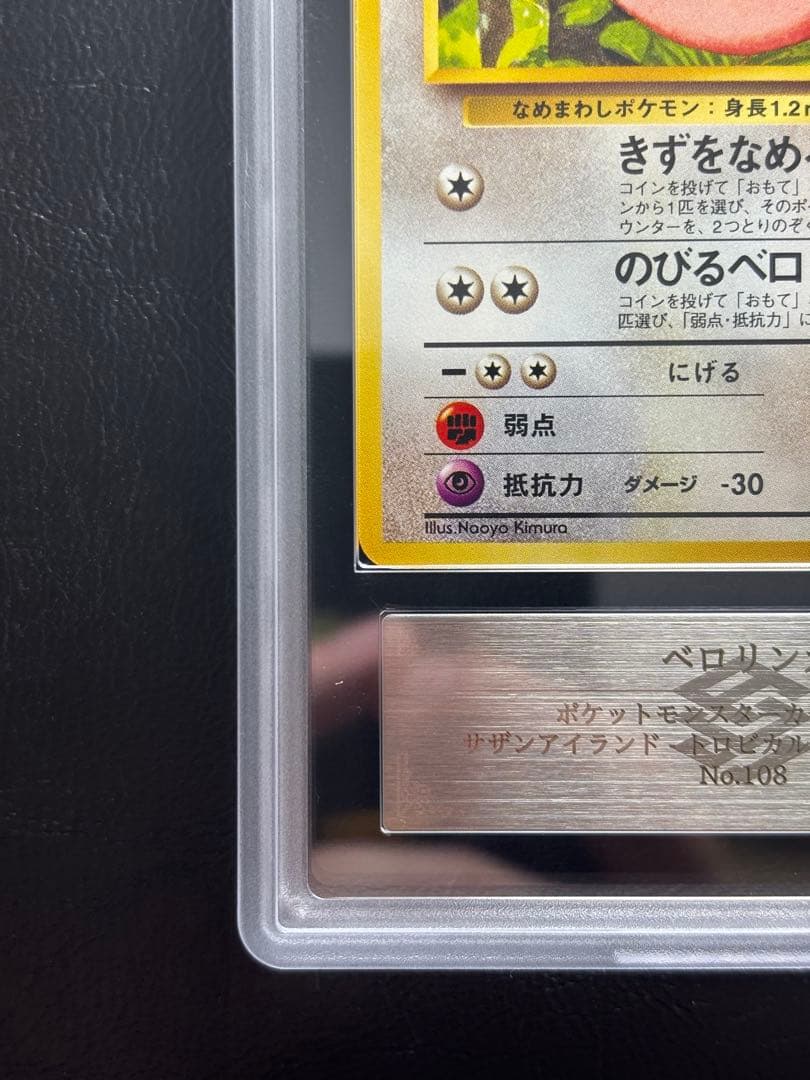 なめまわしポケモン：身長1.2m
きずをなめ
コインを投げて「おもて」
ンから1匹を選び、そのポ
ウンターを、2つとりのぞ
のびるベロ
コインを投げて「おもて」
匹選び、「弱点・抵抗力」に
にげる
弱点
抵抗力 ダメージ -30
Illus.Naoyo Kimura
ベロリン
ポケットモンスターカ
サザンアイランド トロピカル
No.108